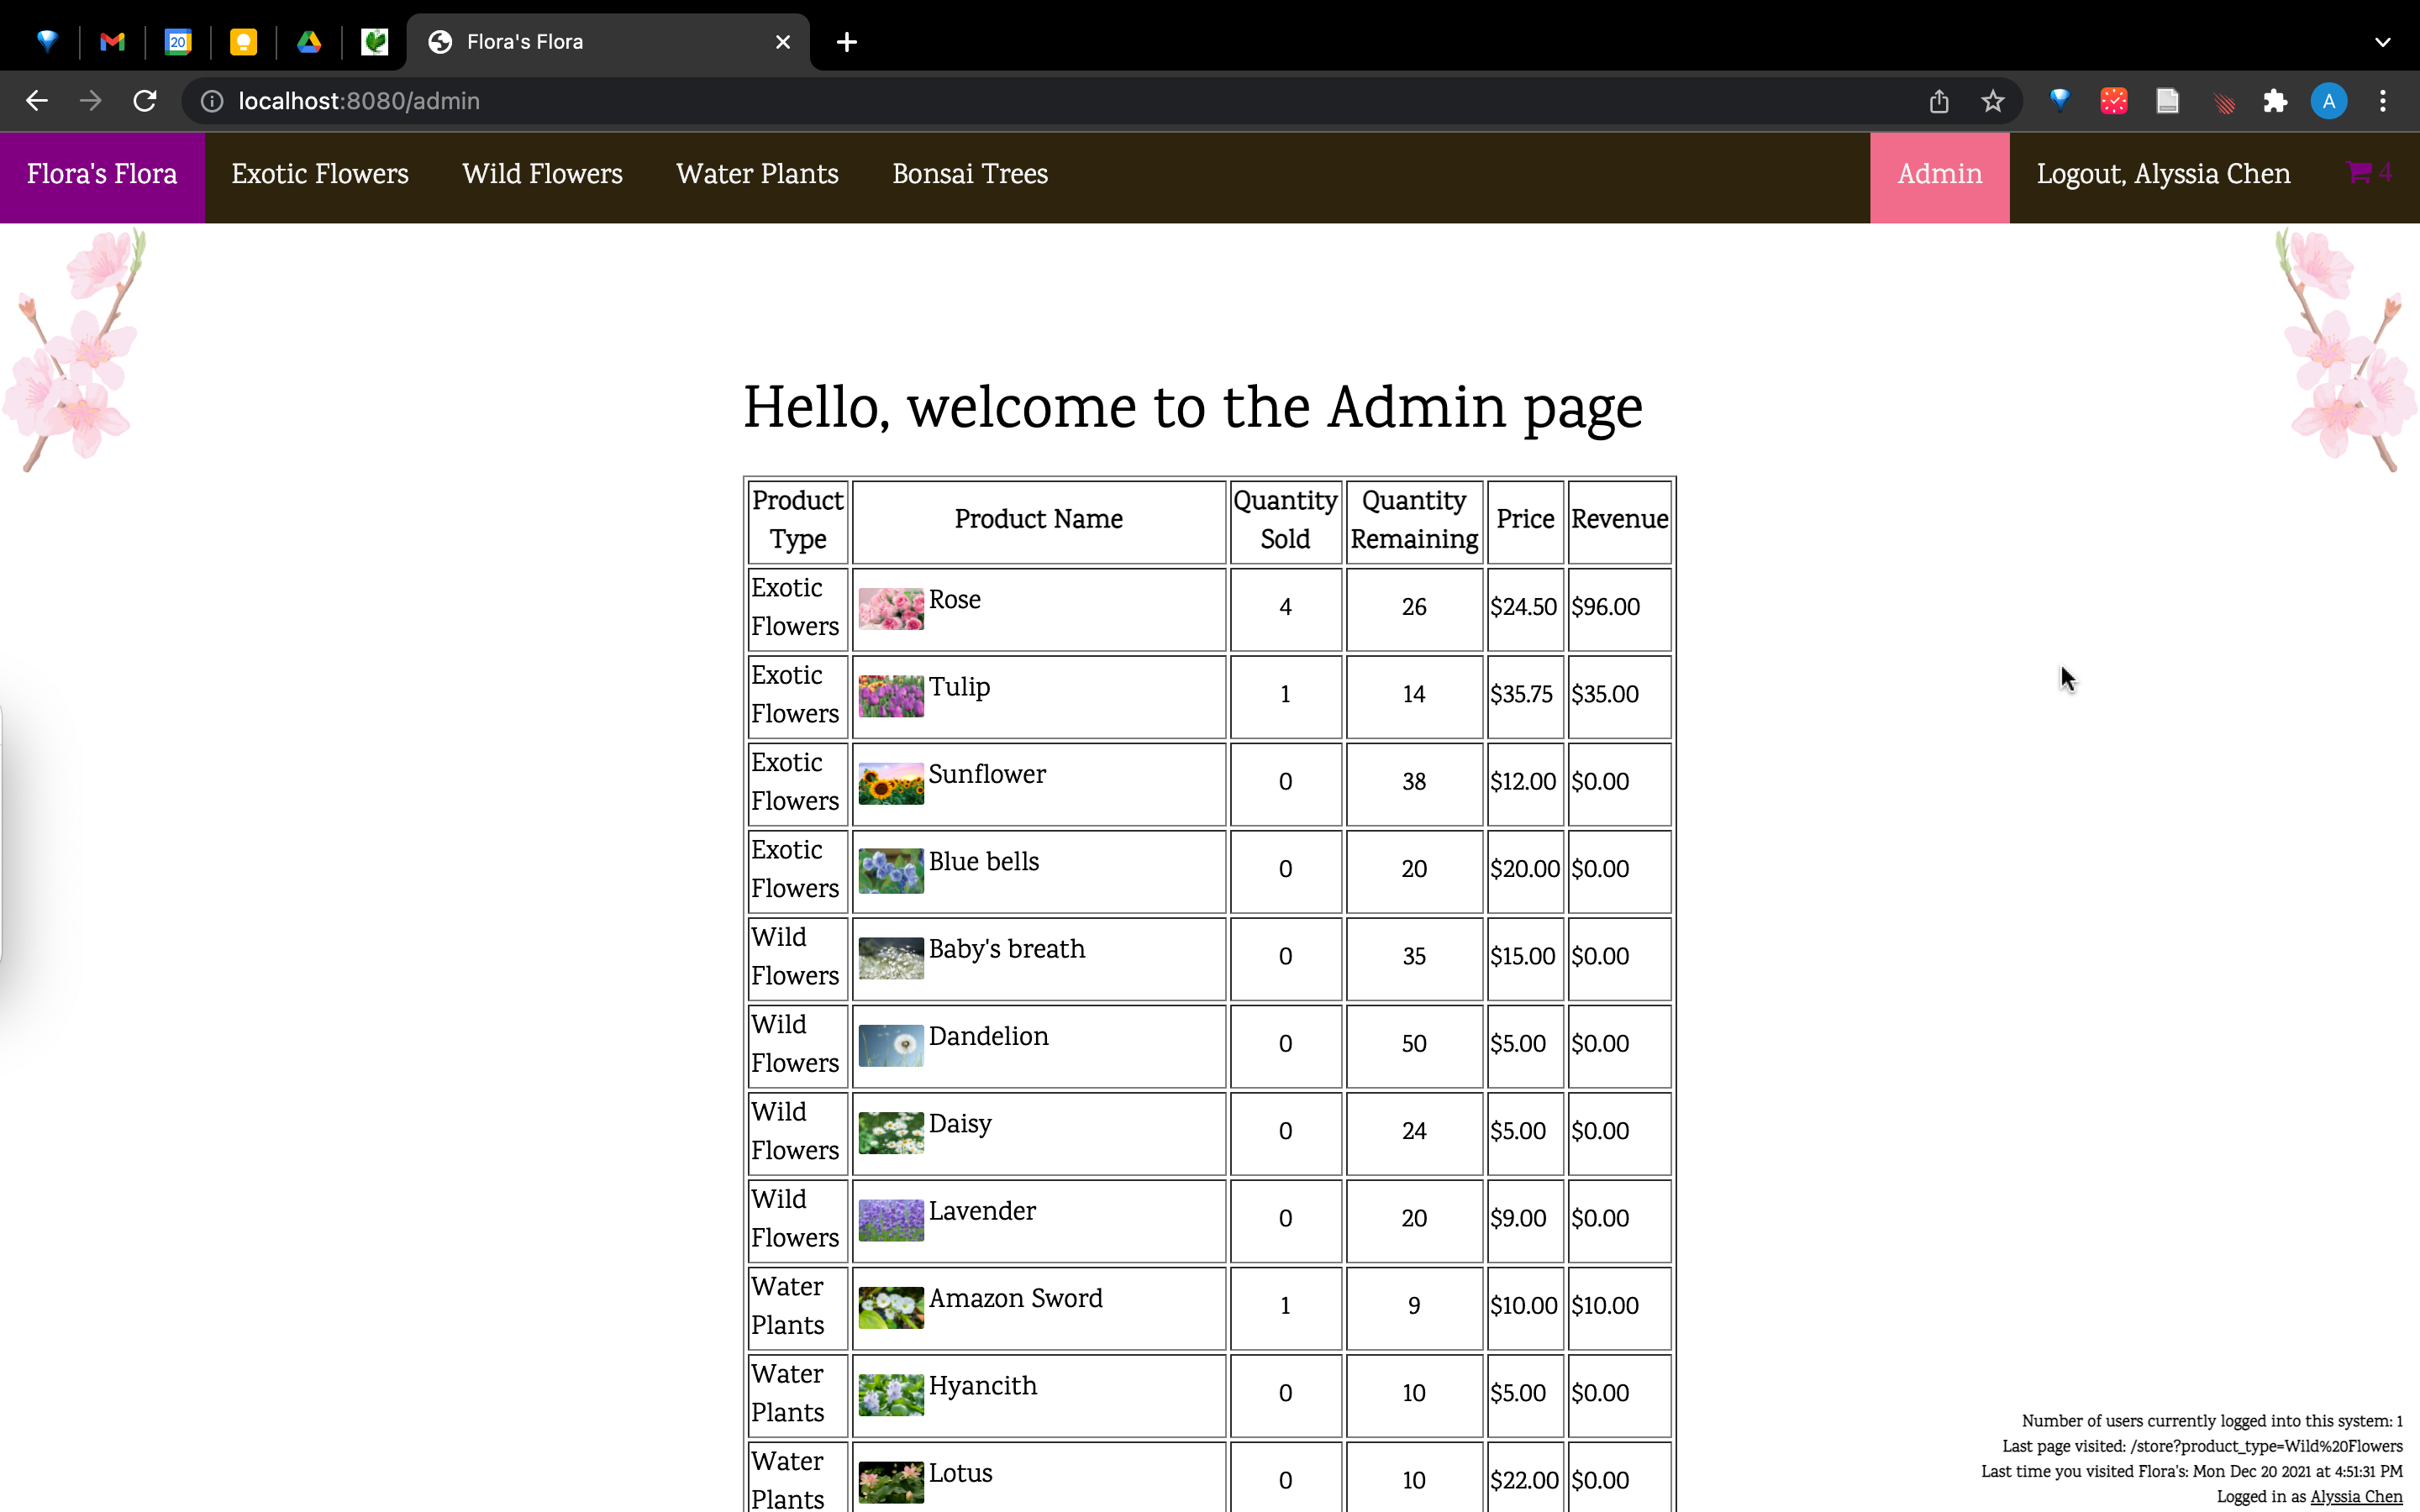 20
Flora's Flora
localhost:8080/admin
A
Flora's Flora Exotic Flowers Wild Flowers Water Plants Bonsai Trees Admin Logout, Alyssia Chen 4
Hello, welcome to the Admin page
Product Type Product Name Quantity Sold Quantity Remaining Price Revenue
Exotic Flowers Rose 4 26 $24.50 $96.00
Exotic Flowers Tulip 1 14 $35.75 $35.00
Exotic Flowers Sunflower 0 38 $12.00 $0.00
Exotic Flowers Blue bells 0 20 $20.00 $0.00
Wild Flowers Baby's breath 0 35 $15.00 $0.00
Wild Flowers Dandelion 0 50 $5.00 $0.00
Wild Flowers Daisy 0 24 $5.00 $0.00
Wild Flowers Lavender 0 20 $9.00 $0.00
Water Plants Amazon Sword 1 9 $10.00 $10.00
Water Plants Hyancith 0 10 $5.00 $0.00
Water Plants Lotus 0 10 $22.00 $0.00
Number of users currently logged into this system: 1
Last page visited: /store?product_type=Wild%20Flowers
Last time you visited Flora's: Mon Dec 20 2021 at 4:51:31 PM
Logged in as Alyssia Chen